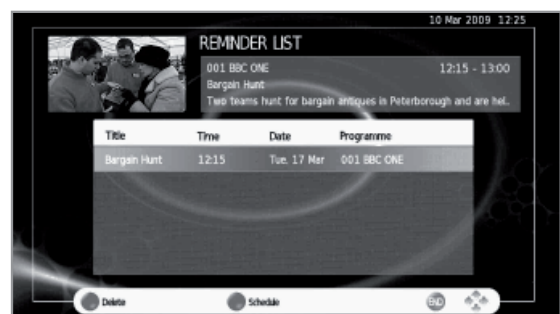 10 Mar 2009 12:25
REMINDER LIST
001 BBC ONE 12:15 - 13:00
Bargain Hunt
Two teams hunt for bargain antiques in Peterborough and are hel..
Title Time Date Programme
Bargain Hunt 12:15 Tue, 17 Mar 001 BBC ONE
Delete Schedule END